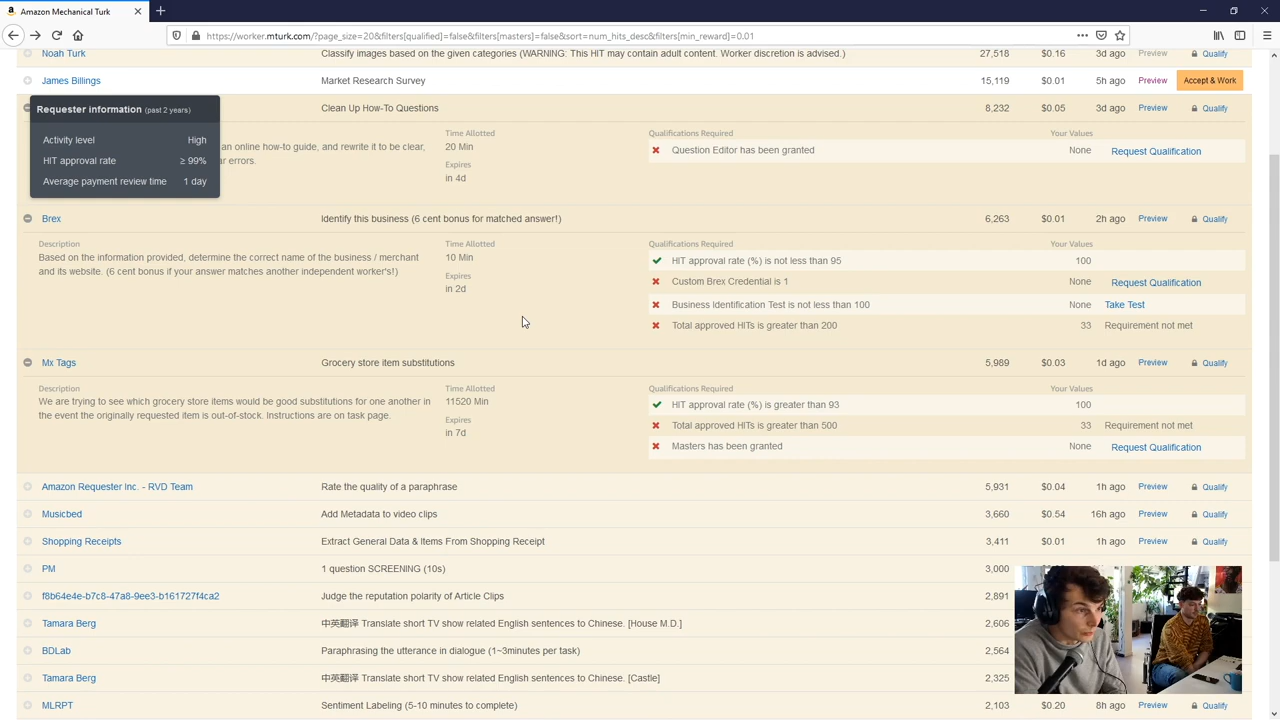 Amazon Mechanical Turk
https://worker.mturk.com/?page_size=20&filters[qualified]=false&filters[masters]=false&sort=num_hits_desc&filters[min_reward]=0.01
Noah Turk Classify images based on the given categories (WARNING: This HIT may contain adult content. Worker discretion is advised.) 27,518 $0.16 3d ago Preview Qualify
James Billings Market Research Survey 15,119 $0.01 5h ago Preview Accept & Work
Requester information (past 2 years)
Activity level High
HIT approval rate ≥ 99%
Average payment review time 1 day
Clean Up How-To Questions 8,232 $0.05 3d ago Preview Qualify
Time Allotted Qualifications Required Your Values
an online how-to guide, and rewrite it to be clear, 20 Min Question Editor has been granted None Request Qualification
ar errors. Expires
in 4d
Brex Identify this business (6 cent bonus for matched answer!) 6,263 $0.01 2h ago Preview Qualify
Description Time Allotted Qualifications Required Your Values
Based on the information provided, determine the correct name of the business / merchant 10 Min HIT approval rate (%) is not less than 95 100
and its website. (6 cent bonus if your answer matches another independent worker's!) Expires Custom Brex Credential is 1 None Request Qualification
in 2d Business Identification Test is not less than 100 None Take Test
Total approved HITs is greater than 200 33 Requirement not met
Mx Tags Grocery store item substitutions 5,989 $0.03 1d ago Preview Qualify
Description Time Allotted Qualifications Required Your Values
We are trying to see which grocery store items would be good substitutions for one another in 11520 Min HIT approval rate (%) is greater than 93 100
the event the originally requested item is out-of-stock. Instructions are on task page. Expires Total approved HITs is greater than 500 33 Requirement not met
in 7d Masters has been granted None Request Qualification
Amazon Requester Inc. - RVD Team Rate the quality of a paraphrase 5,931 $0.04 1h ago Preview Qualify
Musicbed Add Metadata to video clips 3,660 $0.54 16h ago Preview Qualify
Shopping Receipts Extract General Data & Items From Shopping Receipt 3,411 $0.01 1h ago Preview Qualify
PM 1 question SCREENING (10s) 3,000
f8b64e4e-b7c8-47a8-9ee3-b161727f4ca2 Judge the reputation polarity of Article Clips 2,891
Tamara Berg 中英翻译 Translate short TV show related English sentences to Chinese. [House M.D.] 2,606
BDLab Paraphrasing the utterance in dialogue (1~3minutes per task) 2,564
Tamara Berg 中英翻译 Translate short TV show related English sentences to Chinese. [Castle] 2,325
MLRPT Sentiment Labeling (5-10 minutes to complete) 2,103 $0.20 8h ago Preview Qualify